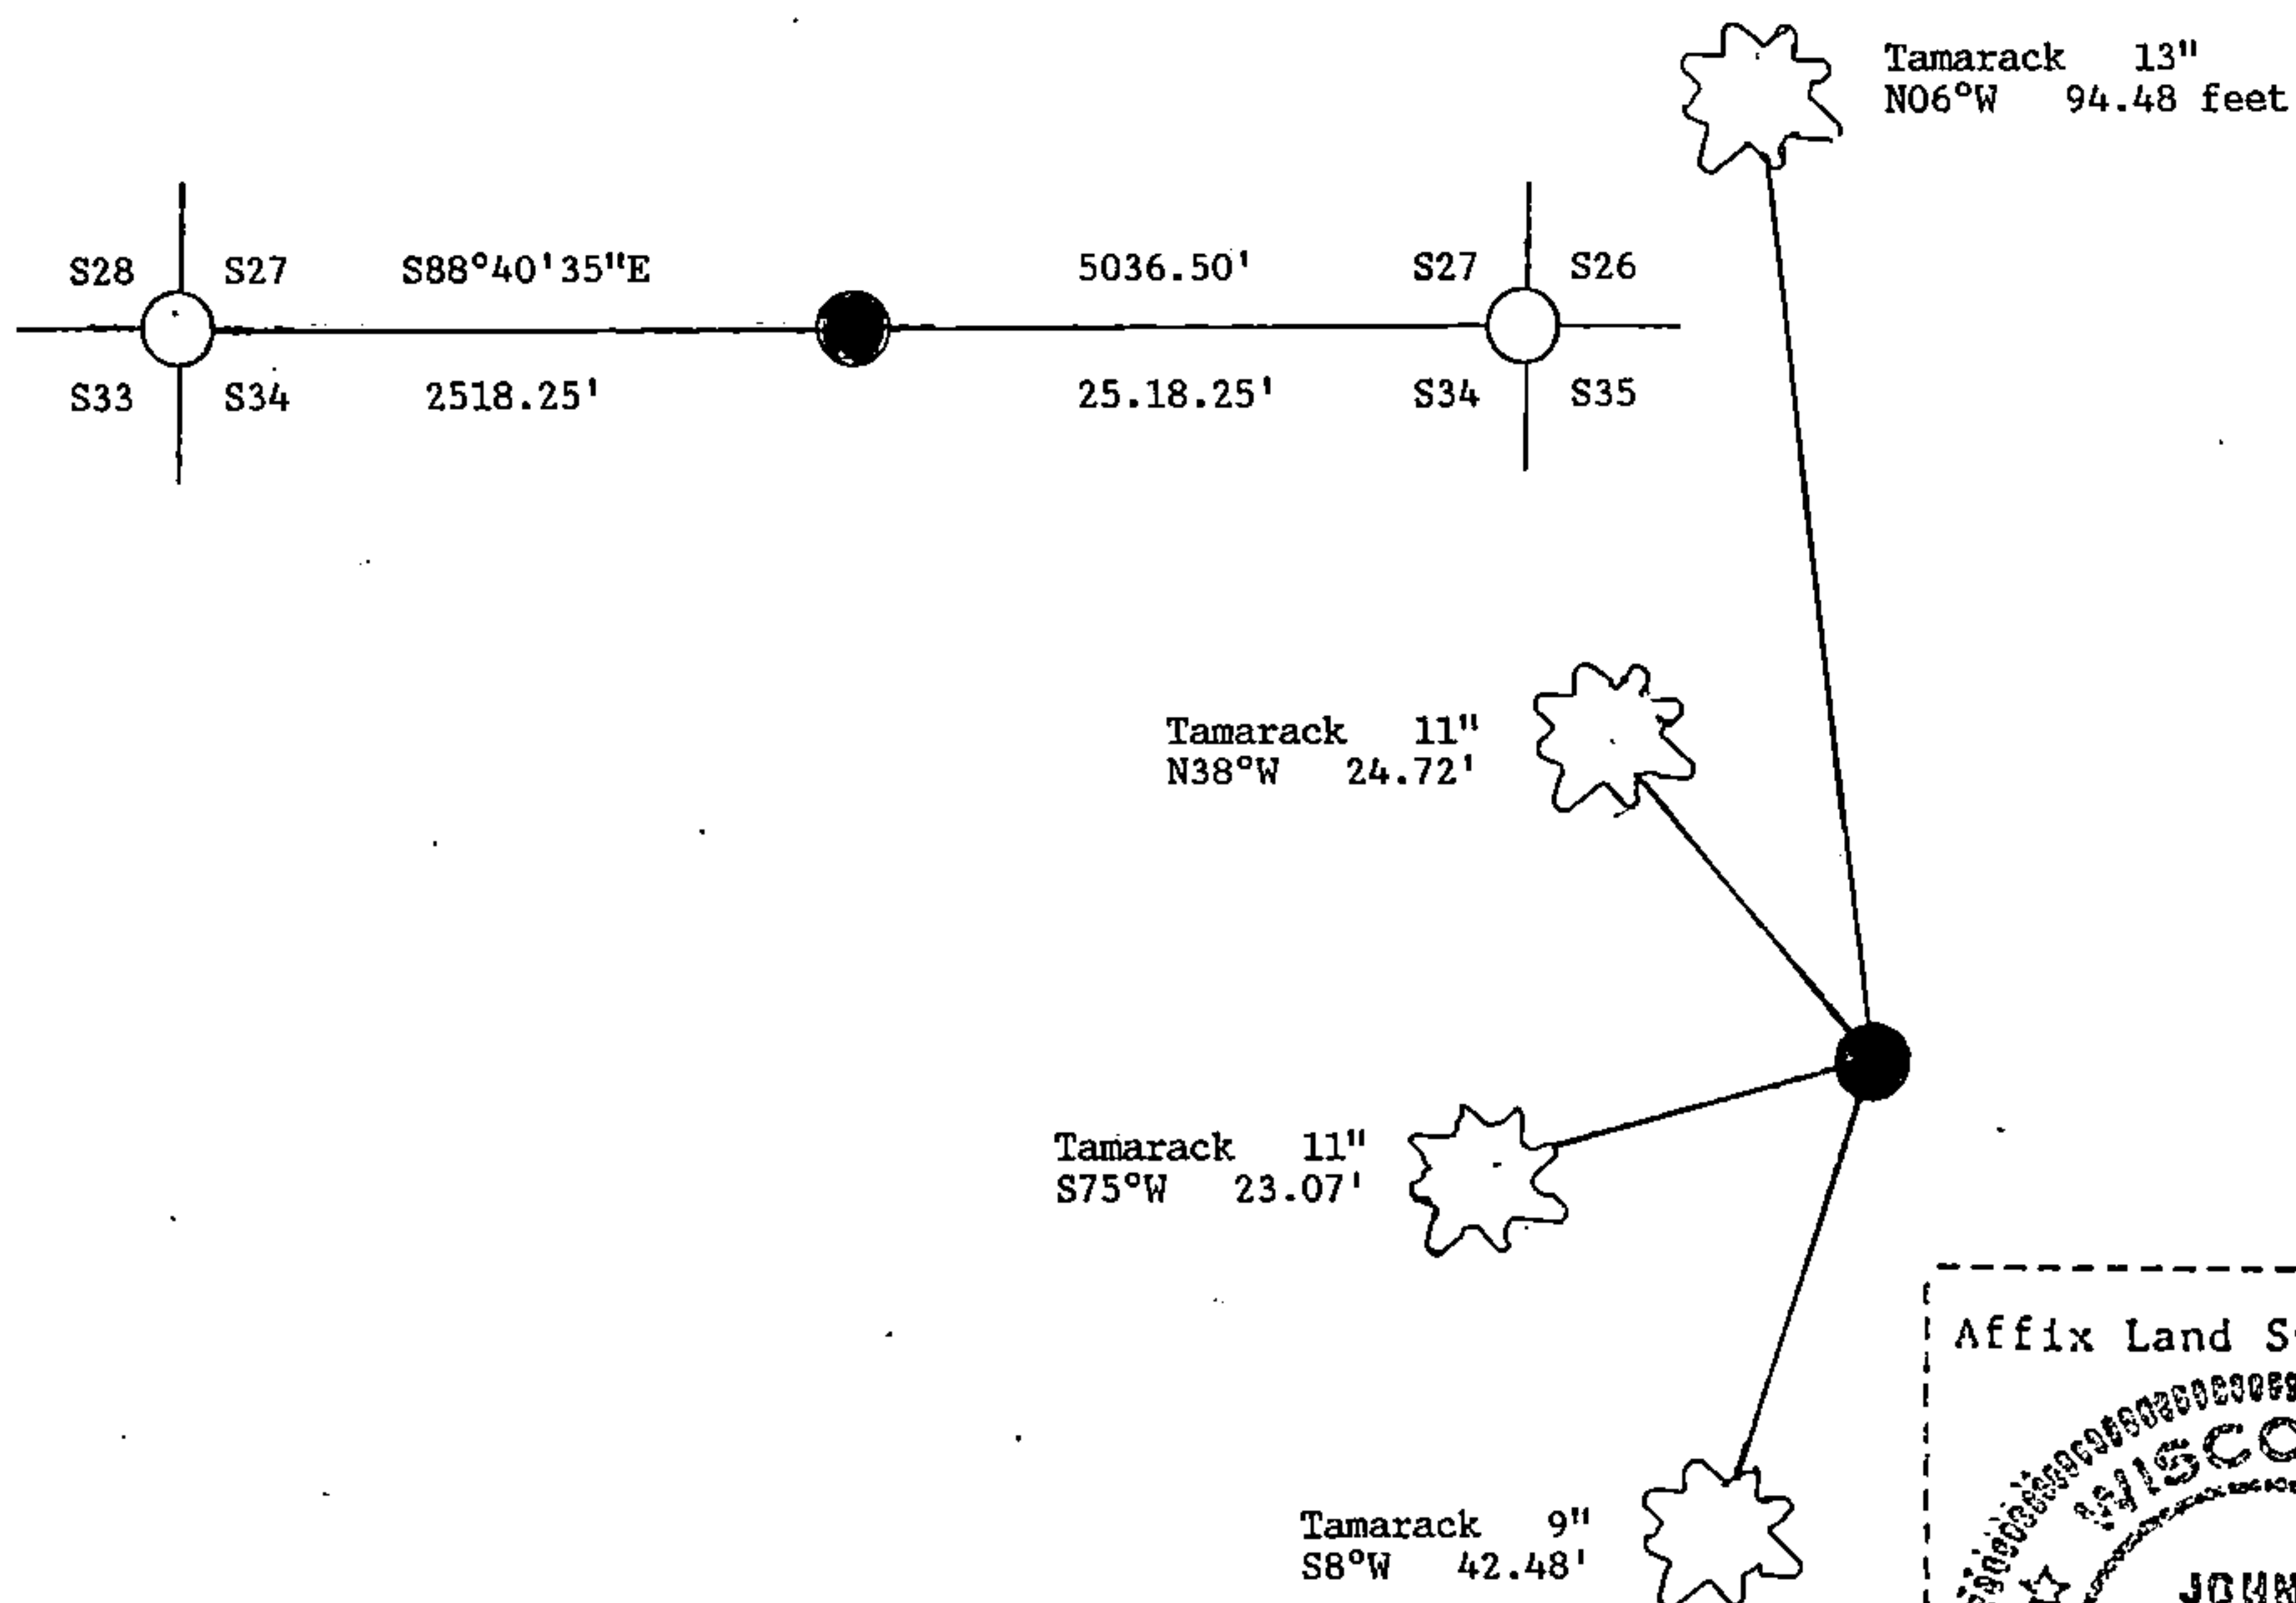 Tamarack 13"
N06°W 94.48 feet
S28 S27 S88°40'35"E 5036.50' S27 S26
S33 S34 2518.25' 25.18.25' S34 S35
Tamarack 11"
N38°W 24.72'
Tamarack 11"
S75°W 23.07'
Affix Land S
WISCO
Tamarack 9"
S8°W 42.48'
JOHN